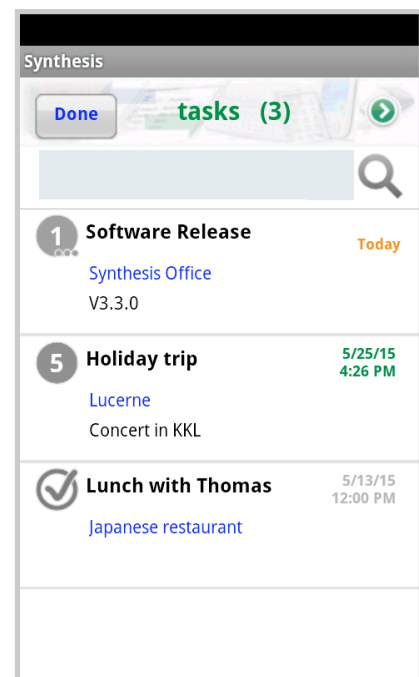 Synthesis
Done tasks (3)
1 Software Release
Today
Synthesis Office
V3.3.0
5 Holiday trip
5/25/15
4:26 PM
Lucerne
Concert in KKL
Lunch with Thomas
5/13/15
12:00 PM
Japanese restaurant